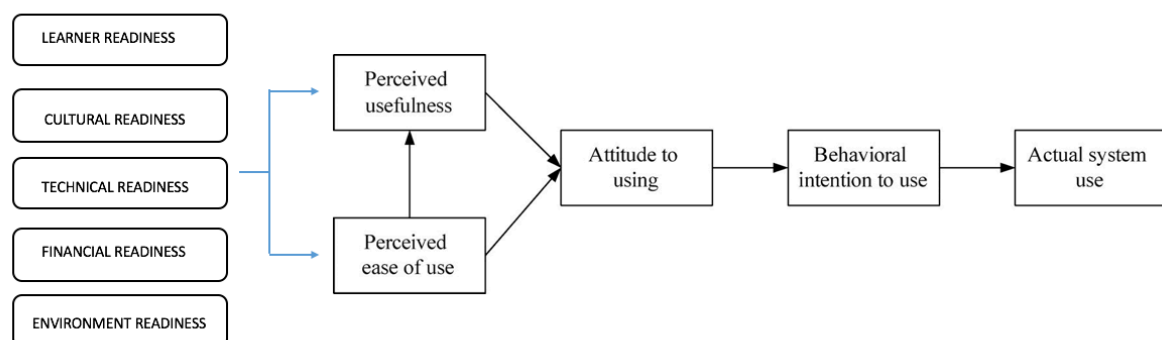 LEARNER READINESS
CULTURAL READINESS
TECHNICAL READINESS
FINANCIAL READINESS
ENVIRONMENT READINESS
Perceived
usefulness
Perceived
ease of use
Attitude to
using
Behavioral
intention to use
Actual system
use